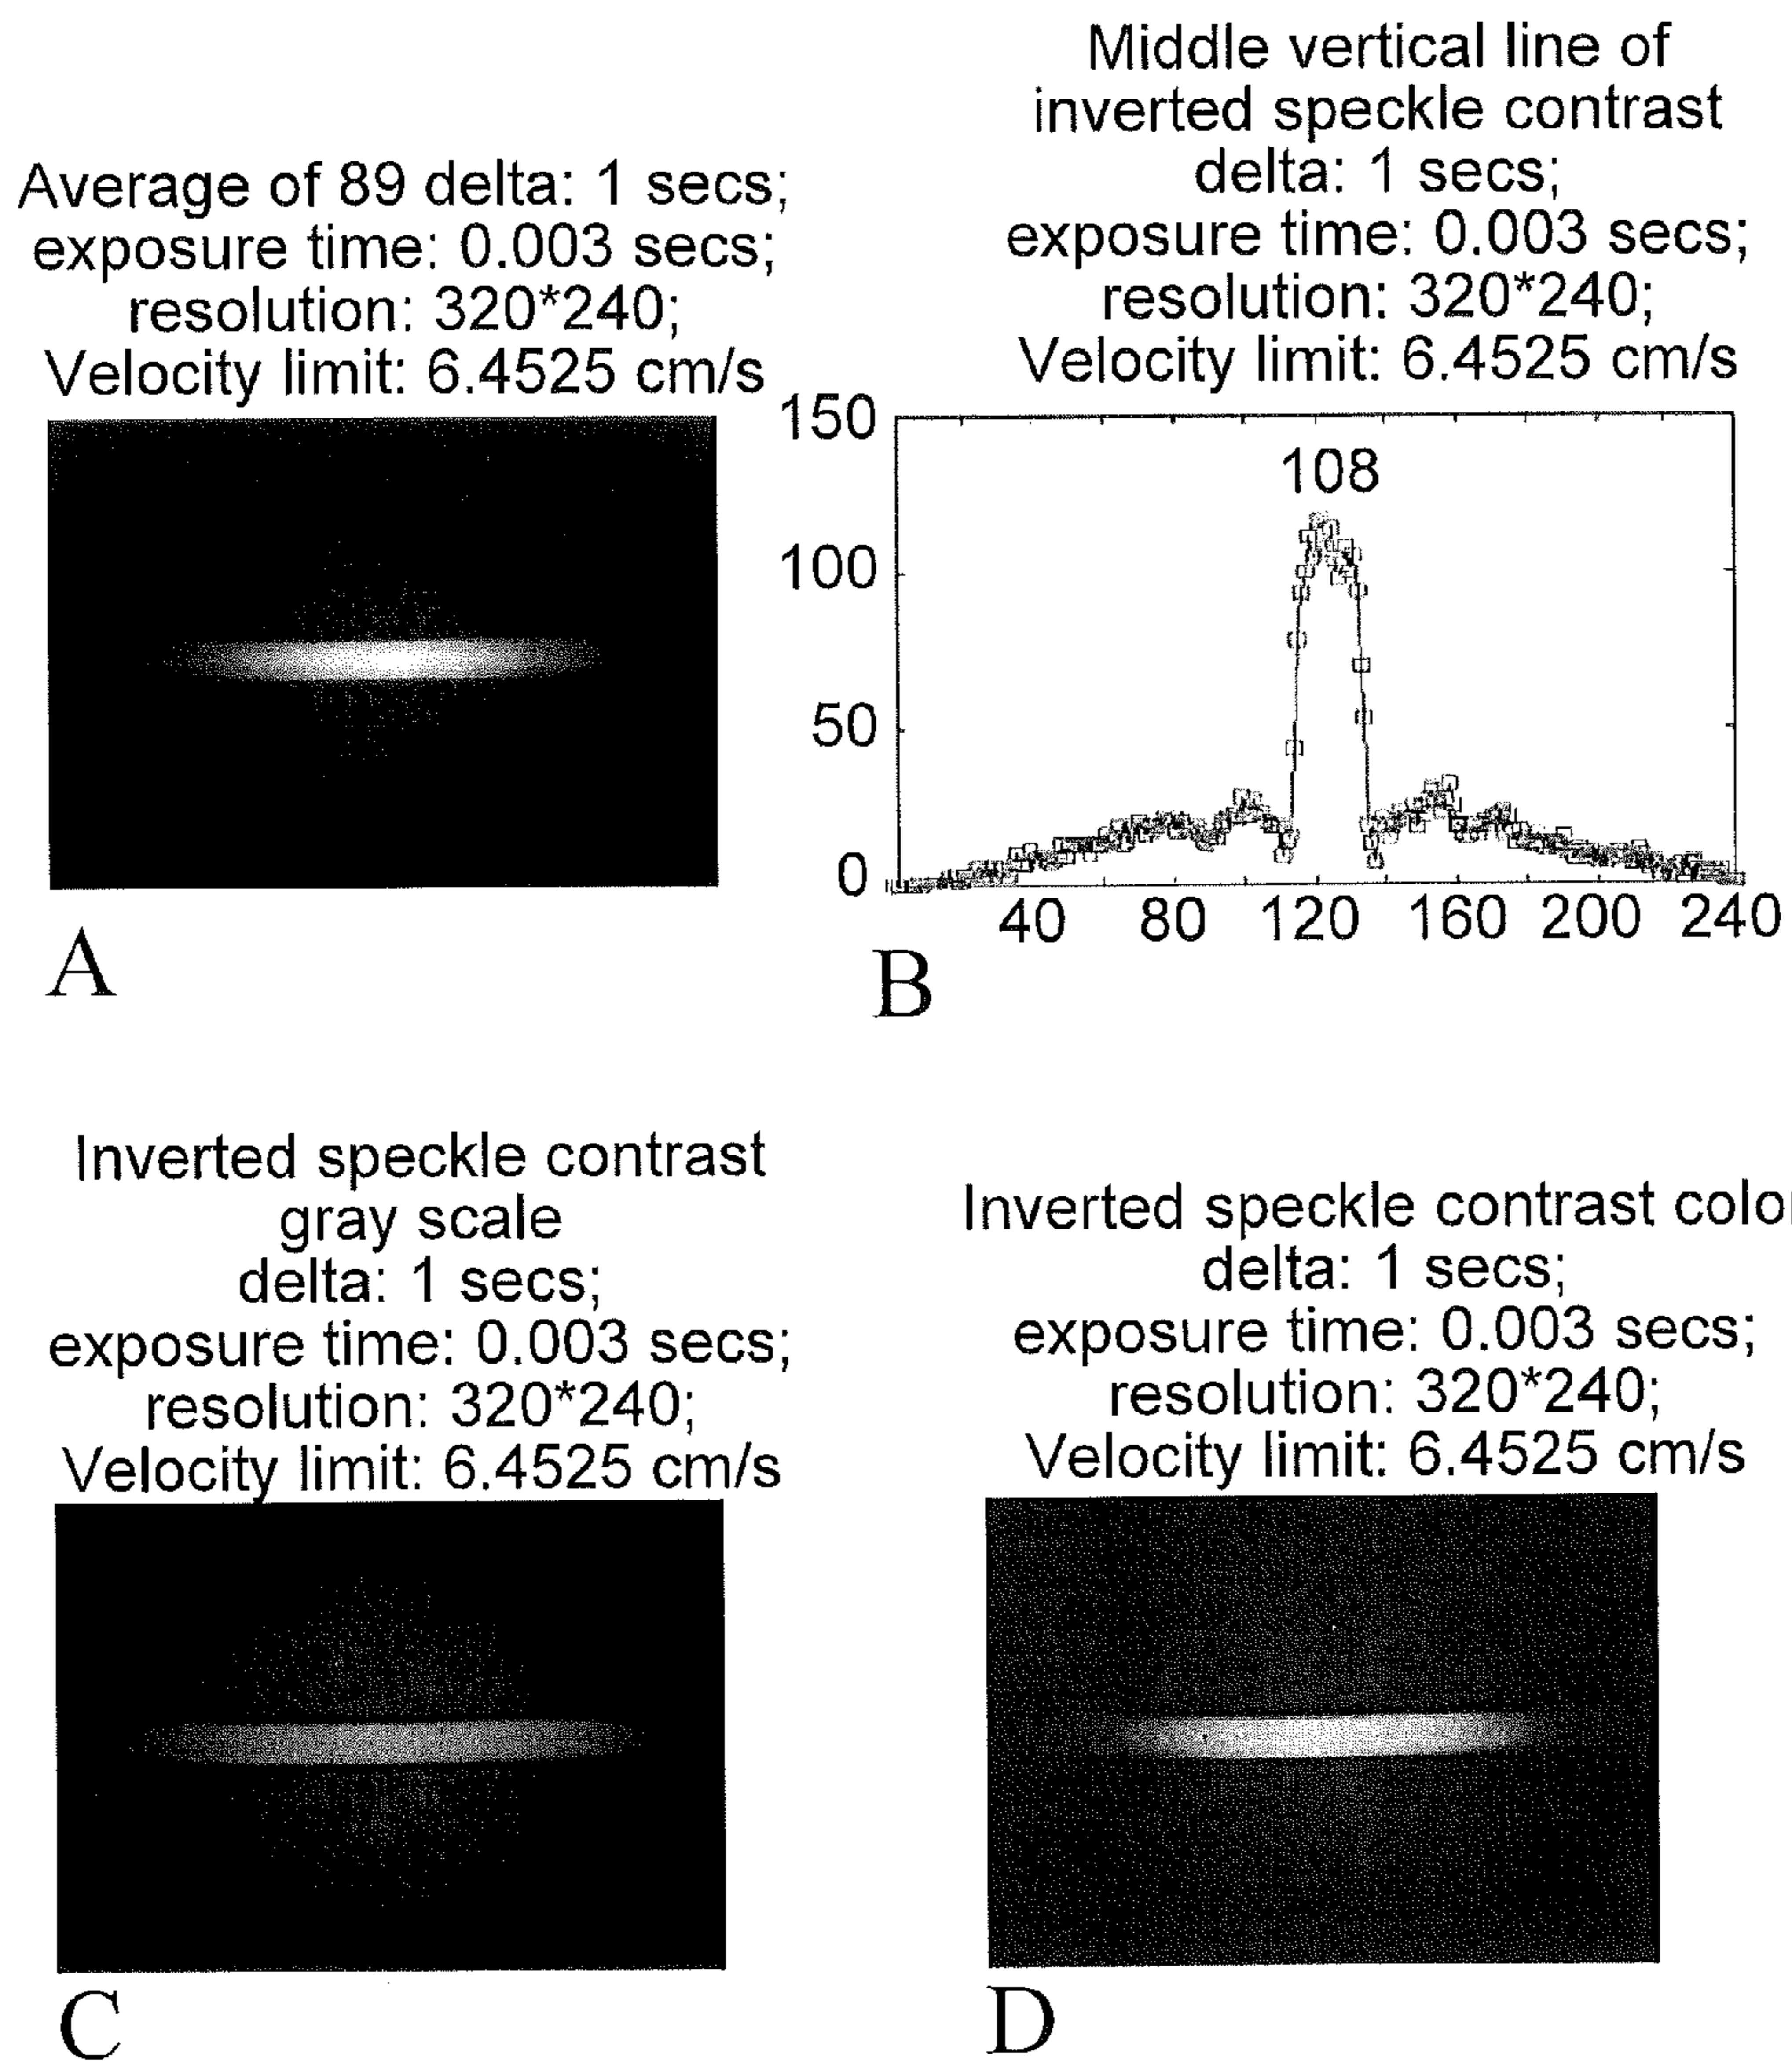 Average of 89 delta: 1 secs;
exposure time: 0.003 secs;
resolution: 320*240;
Velocity limit: 6.4525 cm/s
A
Middle vertical line of
inverted speckle contrast
delta: 1 secs;
exposure time: 0.003 secs;
resolution: 320*240;
Velocity limit: 6.4525 cm/s
150
108
100
50
0
40 80 120 160 200 240
B
Inverted speckle contrast
gray scale
delta: 1 secs;
exposure time: 0.003 secs;
resolution: 320*240;
Velocity limit: 6.4525 cm/s
C
Inverted speckle contrast colo
delta: 1 secs;
exposure time: 0.003 secs;
resolution: 320*240;
Velocity limit: 6.4525 cm/s
D